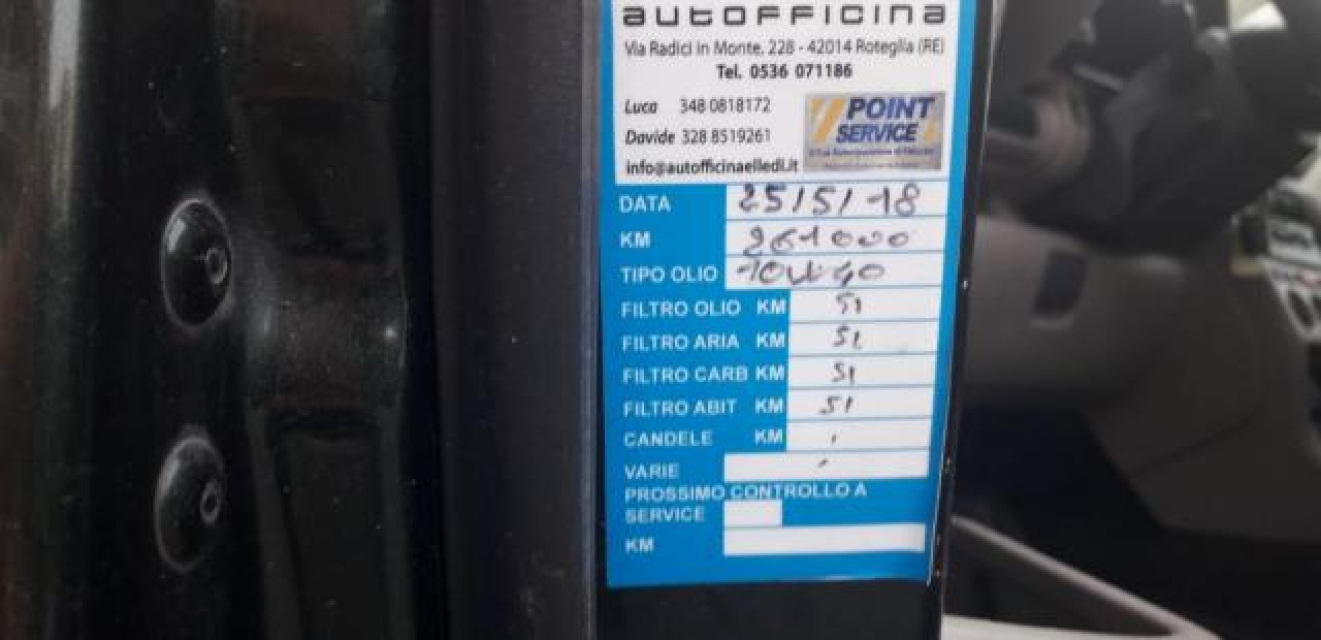 autofficina
Via Radici in Monte, 228 - 42014 Roteglia (RE)
Tel. 0536 071186
Luca 348 0818172
Davide 328 8519261
info@autofficinaelledi.it
POINT
SERVICE
DATA 25/5/18
KM 261000
TIPO OLIO 10W40
FILTRO OLIO KM SI
FILTRO ARIA KM SI
FILTRO CARB KM SI
FILTRO ABIT KM SI
CANDELE KM
VARIE
PROSSIMO CONTROLLO A
SERVICE
KM